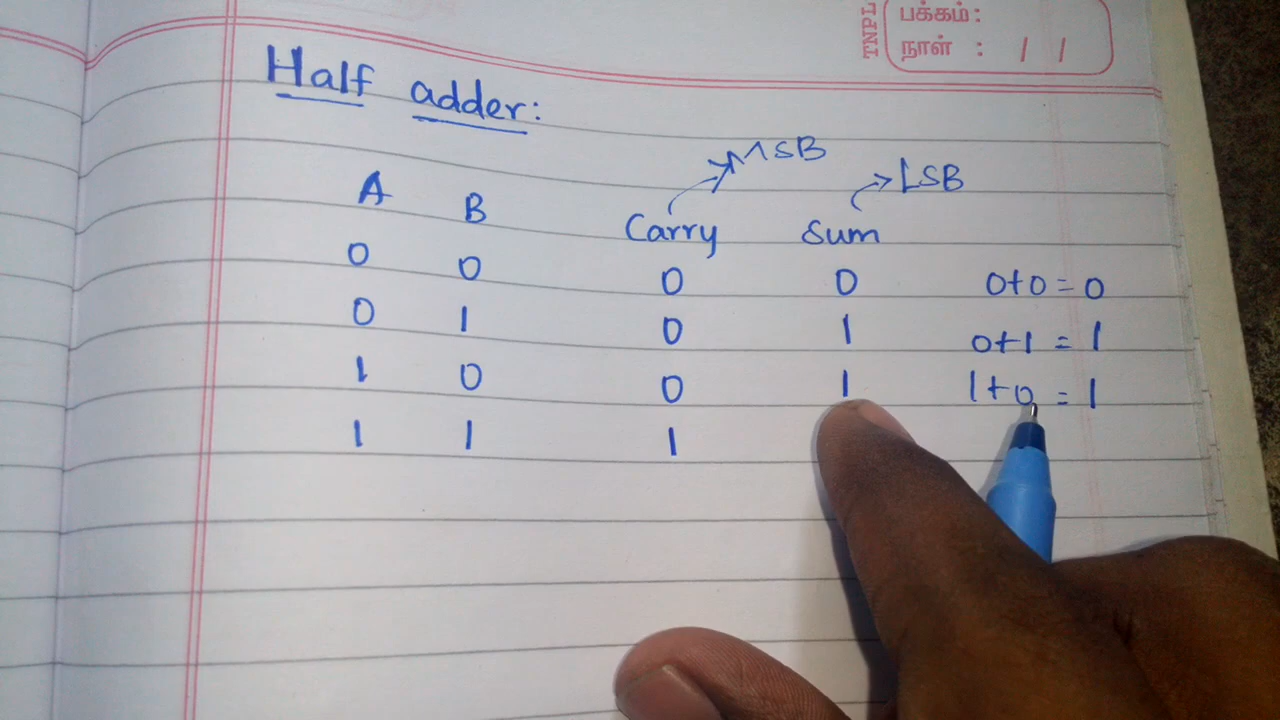 TNPL
பக்கம்:
நாள் : / /
Half adder:
MSB
LSB
A B Carry Sum
0 0 0 0 0+0=0
0 1 0 1 0+1 = 1
1 0 0 1 1+0 = 1
1 1 1